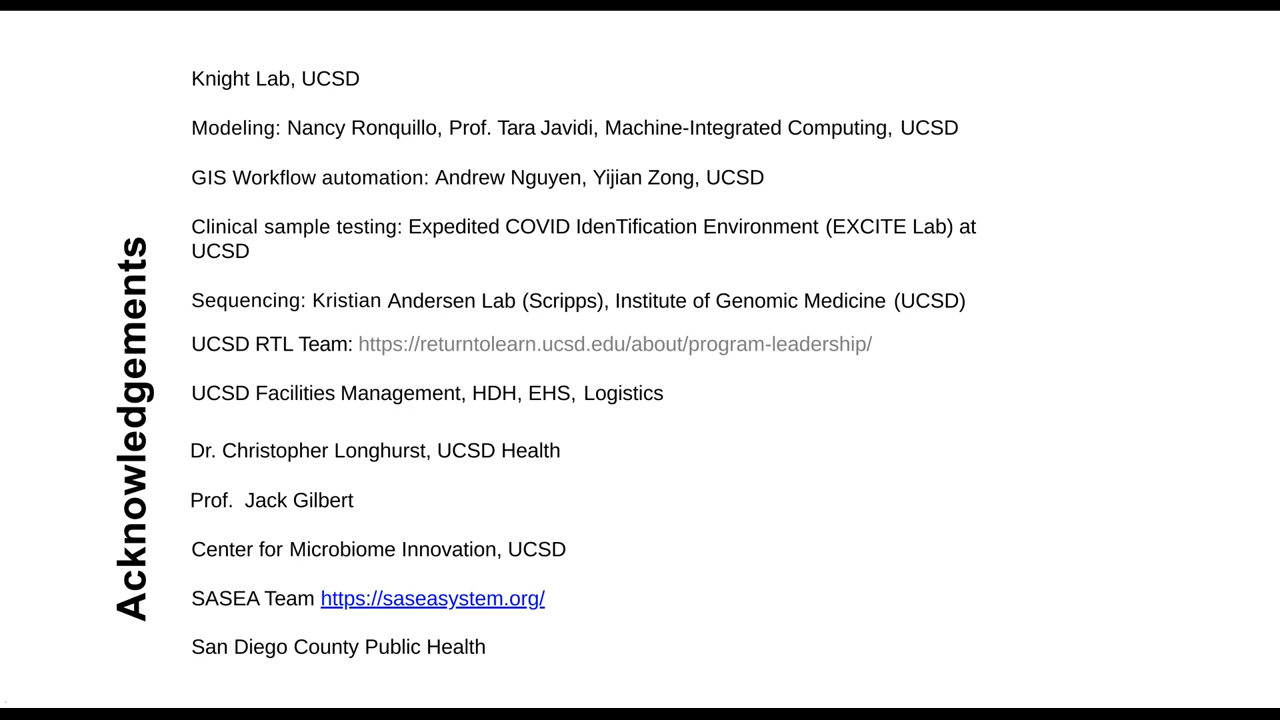 Acknowledgements
Knight Lab, UCSD
Modeling: Nancy Ronquillo, Prof. Tara Javidi, Machine-Integrated Computing, UCSD
GIS Workflow automation: Andrew Nguyen, Yijian Zong, UCSD
Clinical sample testing: Expedited COVID IdenTification Environment (EXCITE Lab) at
UCSD
Sequencing: Kristian Andersen Lab (Scripps), Institute of Genomic Medicine (UCSD)
UCSD RTL Team: https://returntolearn.ucsd.edu/about/program-leadership/
UCSD Facilities Management, HDH, EHS, Logistics
Dr. Christopher Longhurst, UCSD Health
Prof. Jack Gilbert
Center for Microbiome Innovation, UCSD
SASEA Team https://saseasystem.org/
San Diego County Public Health